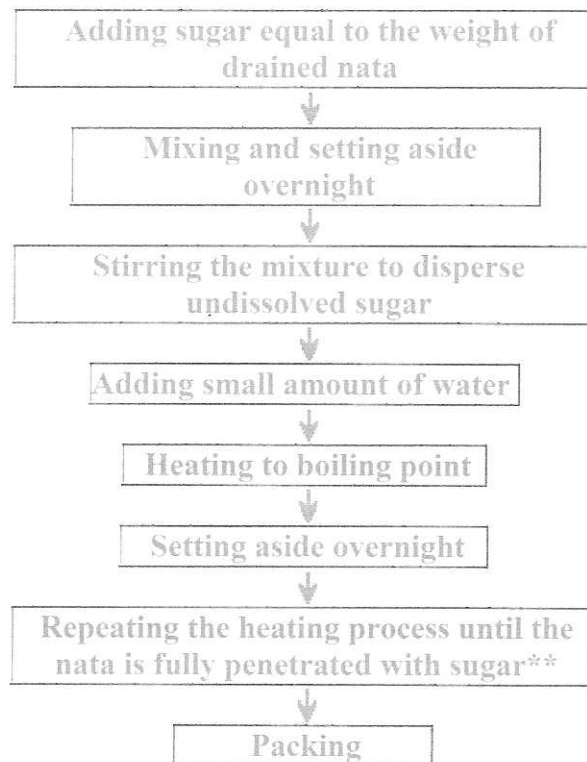 Adding sugar equal to the weight of
drained nata
Mixing and setting aside
overnight
Stirring the mixture to disperse
undissolved sugar
Adding small amount of water
Heating to boiling point
Setting aside overnight
Repeating the heating process until the
nata is fully penetrated with sugar**
Packing